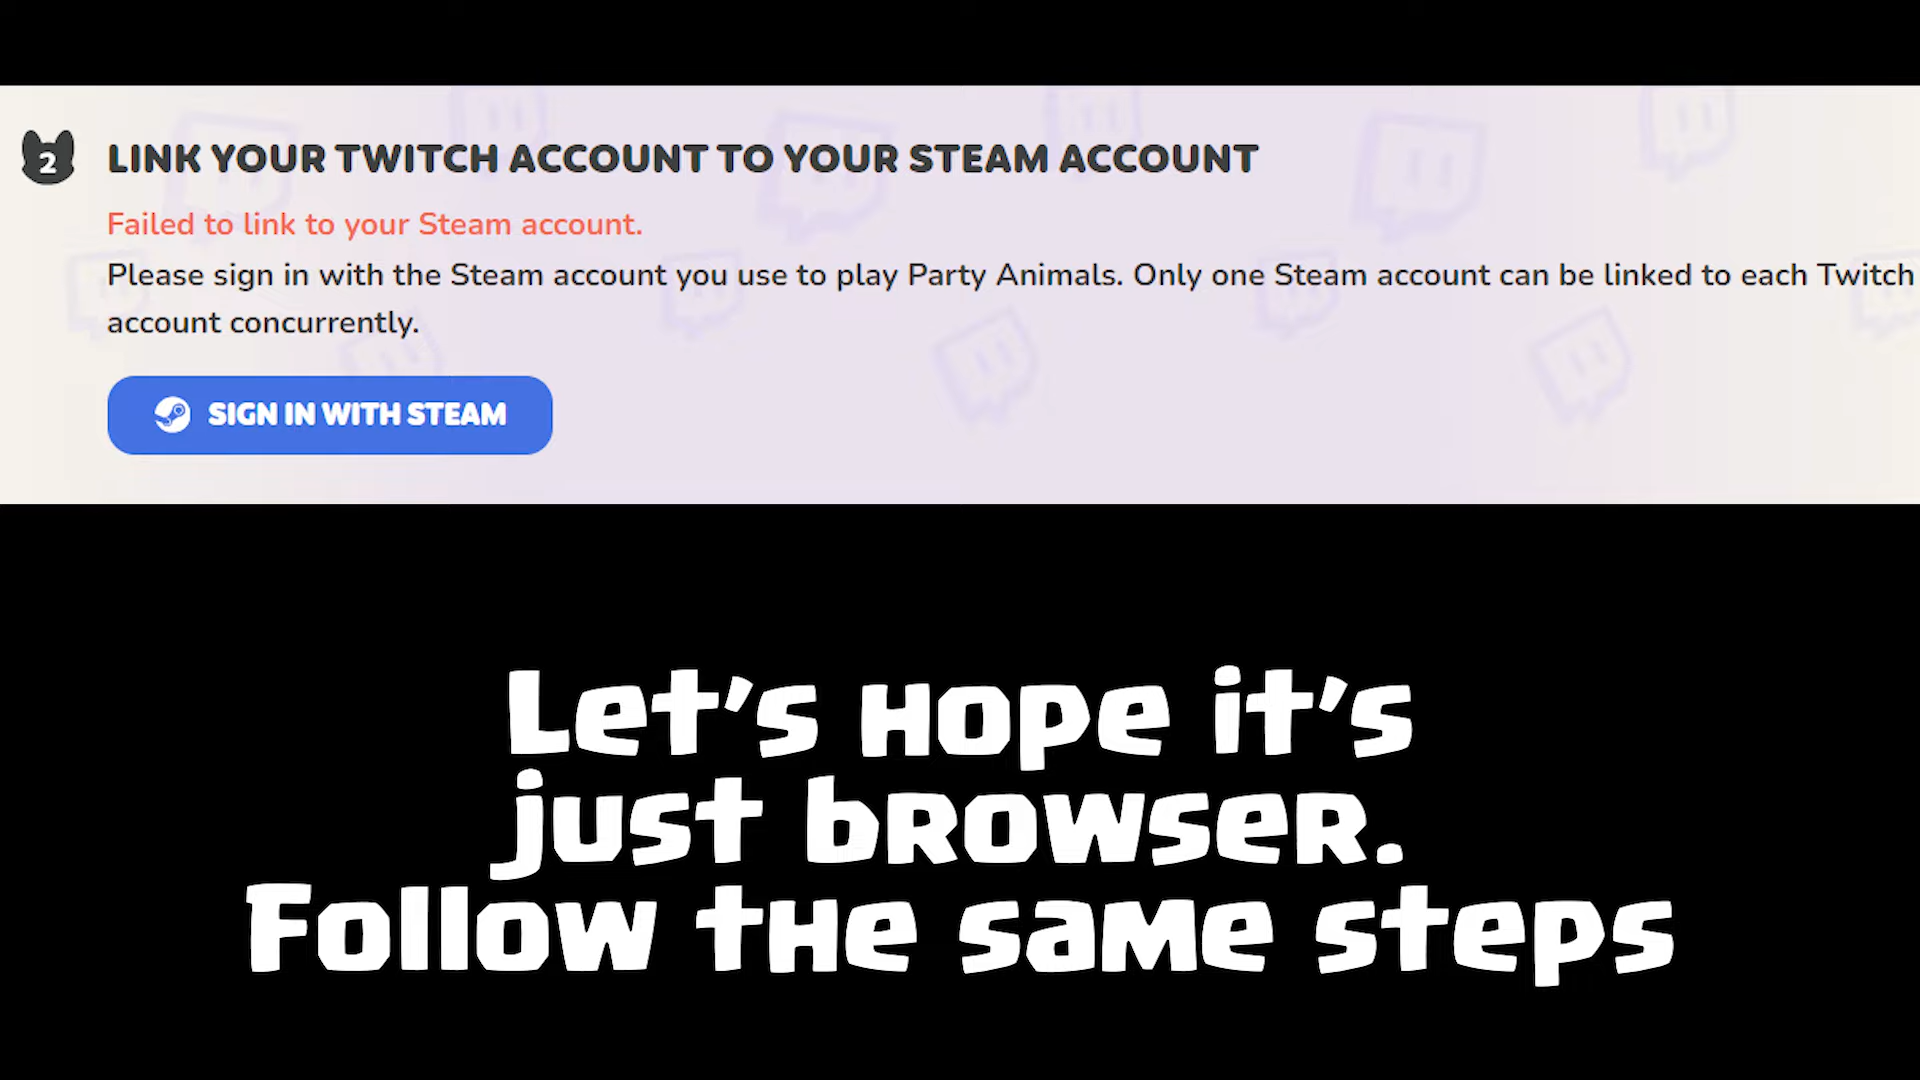 2
LINK YOUR TWITCH ACCOUNT TO YOUR STEAM ACCOUNT
Failed to link to your Steam account.
Please sign in with the Steam account you use to play Party Animals. Only one Steam account can be linked to each Twitch
account concurrently.
SIGN IN WITH STEAM
Let's hope it's
just browser.
Follow the same steps